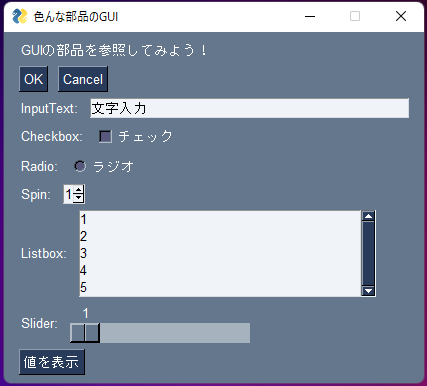 色んな部品のGUI
GUIの部品を参照してみよう！
OK Cancel
InputText: 文字入力
Checkbox: チェック
Radio: ラジオ
Spin: 1
Listbox:
1
2
3
4
5
Slider: 1
値を表示